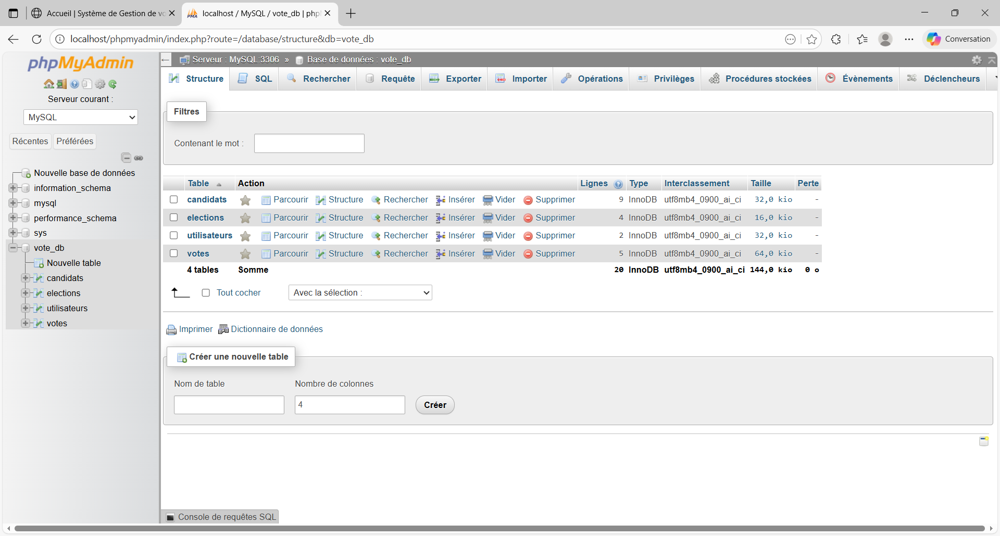 Accueil | Système de Gestion de vo
localhost / MySQL / vote_db | php
localhost/phpmyadmin/index.php?route=/database/structure&db=vote_db
Conversation
phpMyAdmin
Serveur courant :
MySQL
Récentes
Préférées
Nouvelle base de données
information_schema
mysql
performance_schema
sys
vote_db
Nouvelle table
candidats
elections
utilisateurs
votes
Serveur : MySQL:3306 » Base de données : vote_db
Structure SQL Rechercher Requête Exporter Importer Opérations Privilèges Procédures stockées Évènements Déclencheurs
Filtres
Contenant le mot :
Table Action Lignes Type Interclassement Taille Perte
candidats Parcourir Structure Rechercher Insérer Vider Supprimer 9 InnoDB utf8mb4_0900_ai_ci 32,0 kio -
elections Parcourir Structure Rechercher Insérer Vider Supprimer 4 InnoDB utf8mb4_0900_ai_ci 16,0 kio -
utilisateurs Parcourir Structure Rechercher Insérer Vider Supprimer 2 InnoDB utf8mb4_0900_ai_ci 32,0 kio -
votes Parcourir Structure Rechercher Insérer Vider Supprimer 5 InnoDB utf8mb4_0900_ai_ci 64,0 kio -
4 tables Somme 20 InnoDB utf8mb4_0900_ai_ci 144,0 kio 0 o
Tout cocher
Avec la sélection :
Imprimer Dictionnaire de données
Créer une nouvelle table
Nom de table Nombre de colonnes
4 Créer
Console de requêtes SQL